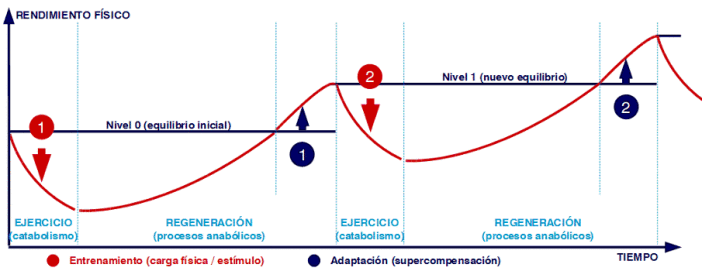 RENDIMIENTO FÍSICO
2
1
Nivel 1 (nuevo equilibrio)
2
Nivel 0 (equilibrio inicial)
1
EJERCICIO
(catabolismo)
REGENERACIÓN
(procesos anabólicos)
EJERCICIO
(catabolismo)
REGENERACIÓN
(procesos anabólicos)
TIEMPO
Entrenamiento (carga física / estímulo)
Adaptación (supercompensación)